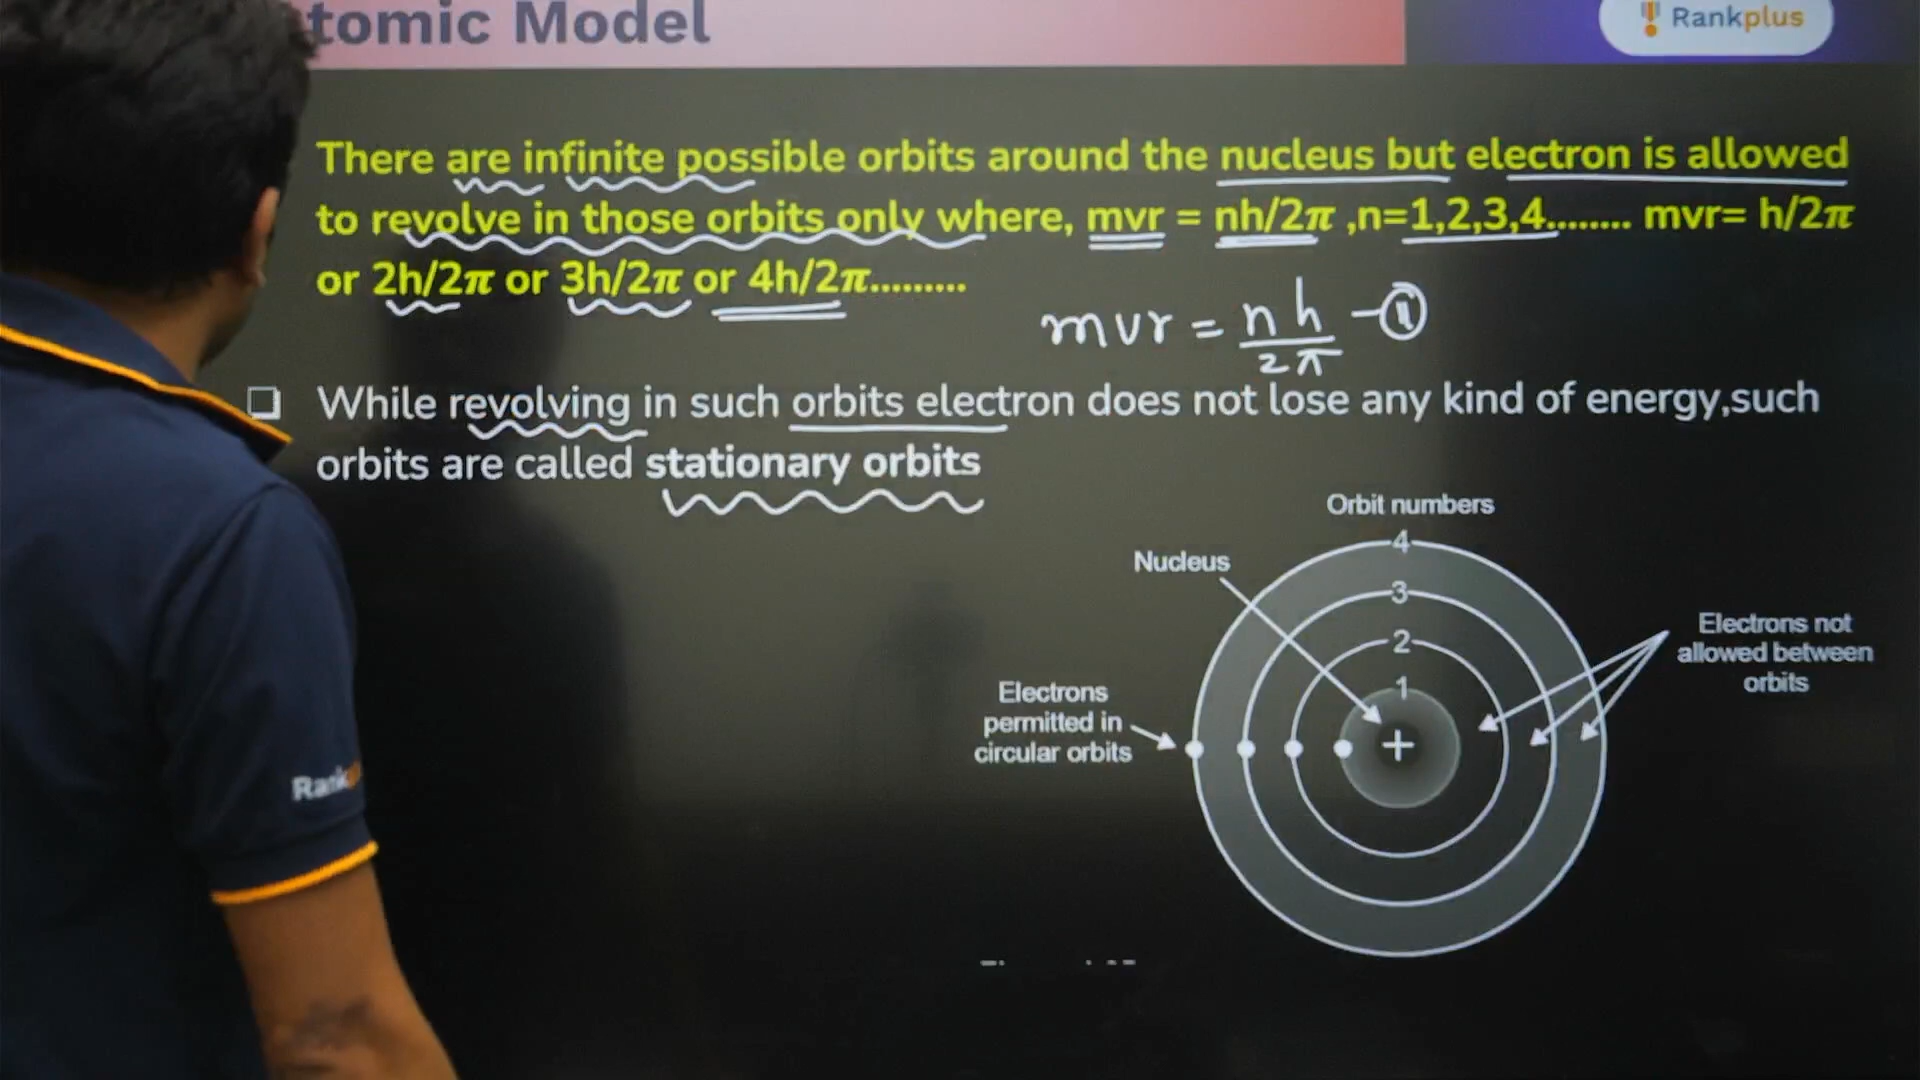 tomic Model
Rankplus
There are infinite possible orbits around the nucleus but electron is allowed
to revolve in those orbits only where, mvr = nh/2π ,n=1,2,3,4........ mvr= h/2π
or 2h/2π or 3h/2π or 4h/2π.........
mvr = nh/2π -①
❑ While revolving in such orbits electron does not lose any kind of energy,such
orbits are called stationary orbits
Orbit numbers
4
Nucleus
3
2
1
Electrons not
allowed between
orbits
Electrons
permitted in
circular orbits
+
Rank